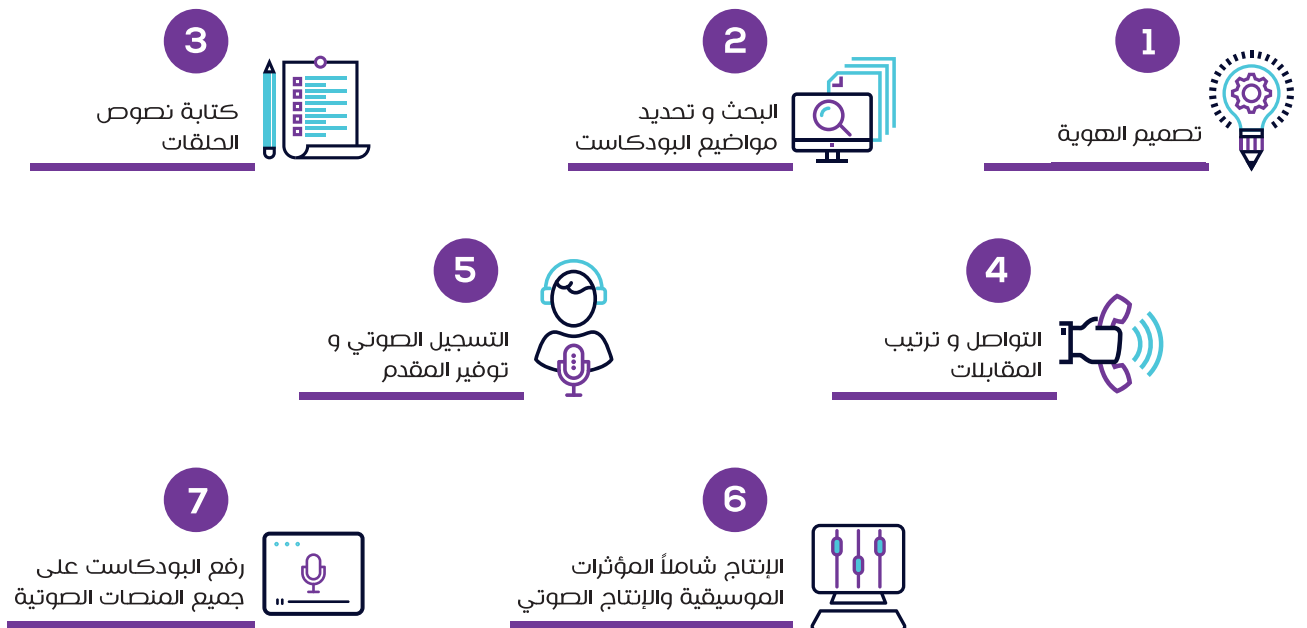 1
تصميم الهوية
2
البحث و تحديد
مواضيع البودكاست
3
كتابة نصوص
الحلقات
4
التواصل و ترتيب
المقابلات
5
التسجيل الصوتي و
توفير المقدم
6
الإنتاج شاملاً المؤثرات
الموسيقية والإنتاج الصوتي
7
رفع البودكاست على
جميع المنصات الصوتية